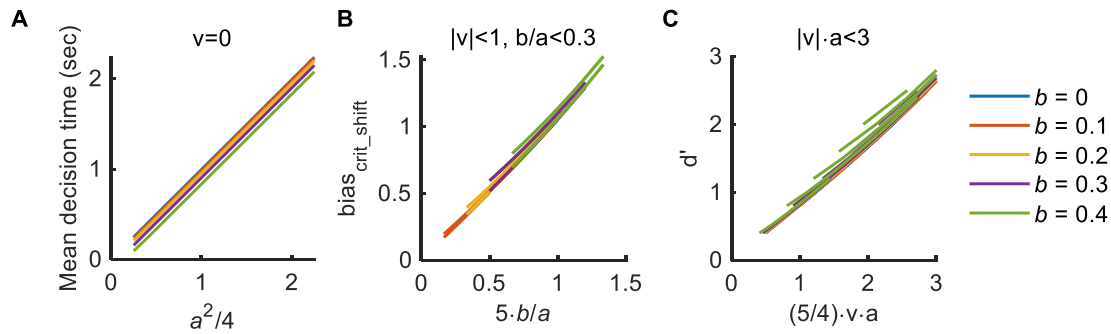 A
v=0
Mean decision time (sec)
2
1
0
0
1
2
a²/4
B
|v|<1, b/a<0.3
bias_crit_shift
1.5
1
0.5
0
0
0.5
1
1.5
5·b/a
C
|v|·a<3
d'
3
2
1
0
0
1
2
3
(5/4)·v·a
b = 0
b = 0.1
b = 0.2
b = 0.3
b = 0.4